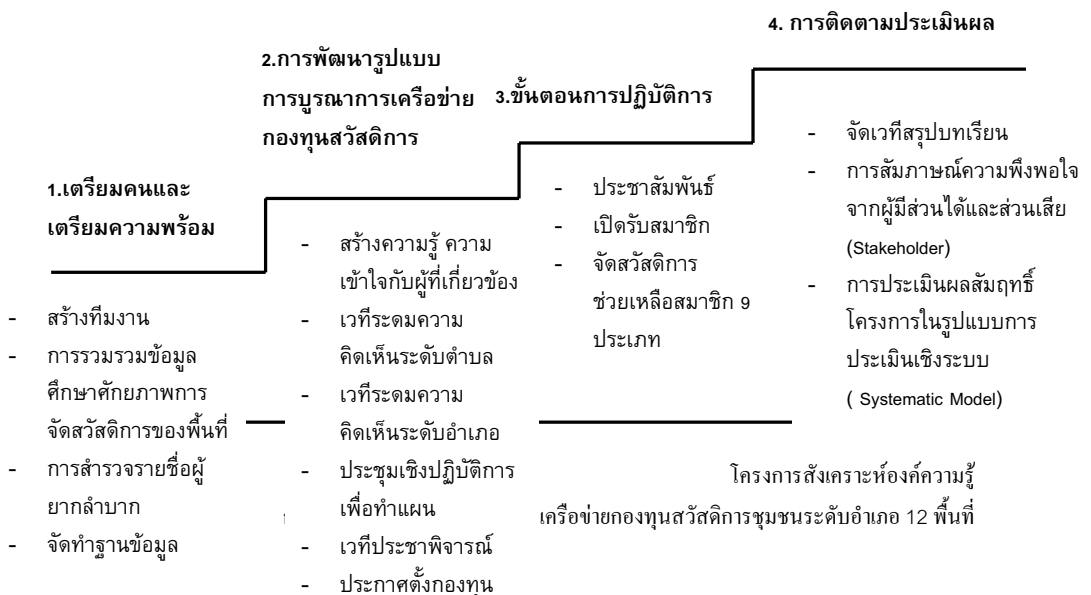 1.เตรียมคนและ
เตรียมความพร้อม
- สร้างทีมงาน
- การรวมรวมข้อมูล
ศึกษาศักยภาพการ
จัดสวัสดิการของพื้นที่
- การสำรวจรายชื่อผู้
ยากลำบาก
- จัดทำฐานข้อมูล
2.การพัฒนารูปแบบ
การบูรณาการเครือข่าย
กองทุนสวัสดิการ
- สร้างความรู้ ความ
เข้าใจกับผู้ที่เกี่ยวข้อง
- เวทีระดมความ
คิดเห็นระดับตำบล
- เวทีระดมความ
คิดเห็นระดับอำเภอ
- ประชุมเชิงปฏิบัติการ
เพื่อทำแผน
- เวทีประชาพิจารณ์
- ประกาศตั้งกองทุน
3.ขั้นตอนการปฏิบัติการ
- ประชาสัมพันธ์
- เปิดรับสมาชิก
- จัดสวัสดิการ
ช่วยเหลือสมาชิก 9
ประเภท
4. การติดตามประเมินผล
- จัดเวทีสรุปบทเรียน
- การสัมภาษณ์ความพึงพอใจ
จากผู้มีส่วนได้และส่วนเสีย
(Stakeholder)
- การประเมินผลสัมฤทธิ์
โครงการในรูปแบบการ
ประเมินเชิงระบบ
( Systematic Model)
โครงการสังเคราะห์องค์ความรู้
เครือข่ายกองทุนสวัสดิการชุมชนระดับอำเภอ 12 พื้นที่